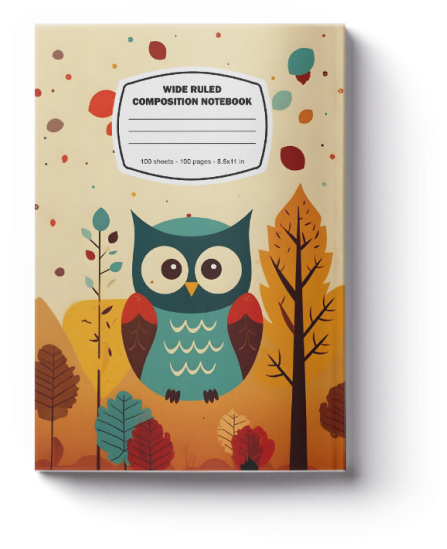 WIDE RULED
COMPOSITION NOTEBOOK
100 sheets - 100 pages - 8.5x11 in